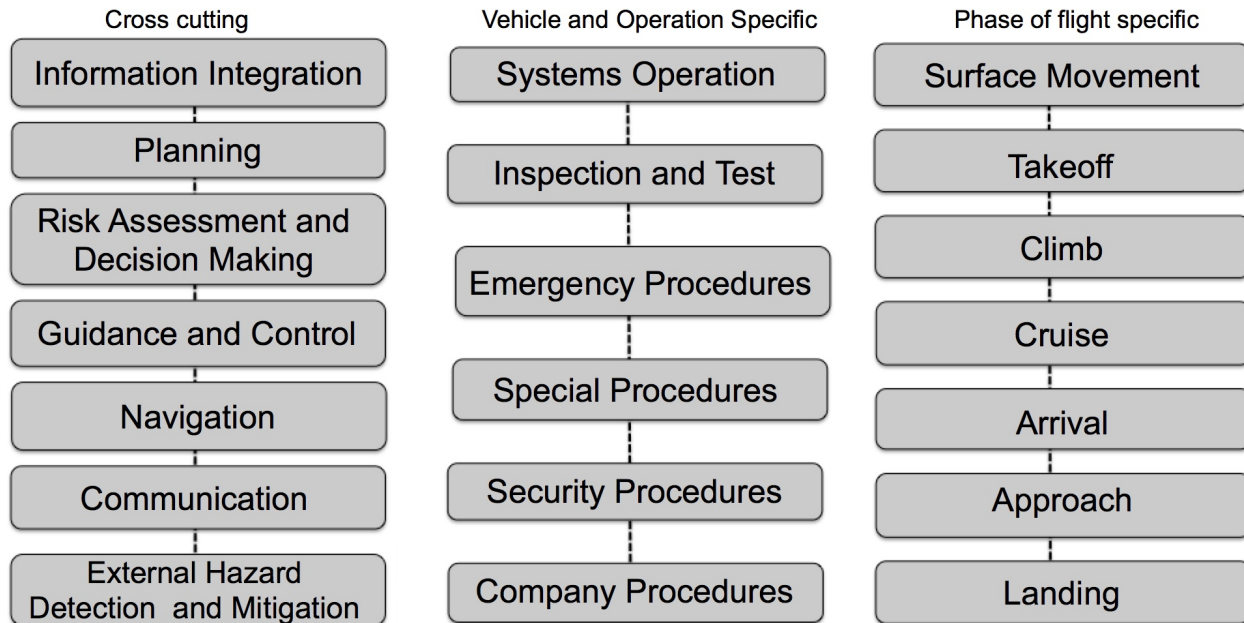 Cross cutting
Information Integration
Planning
Risk Assessment and
Decision Making
Guidance and Control
Navigation
Communication
External Hazard
Detection and Mitigation
Vehicle and Operation Specific
Systems Operation
Inspection and Test
Emergency Procedures
Special Procedures
Security Procedures
Company Procedures
Phase of flight specific
Surface Movement
Takeoff
Climb
Cruise
Arrival
Approach
Landing